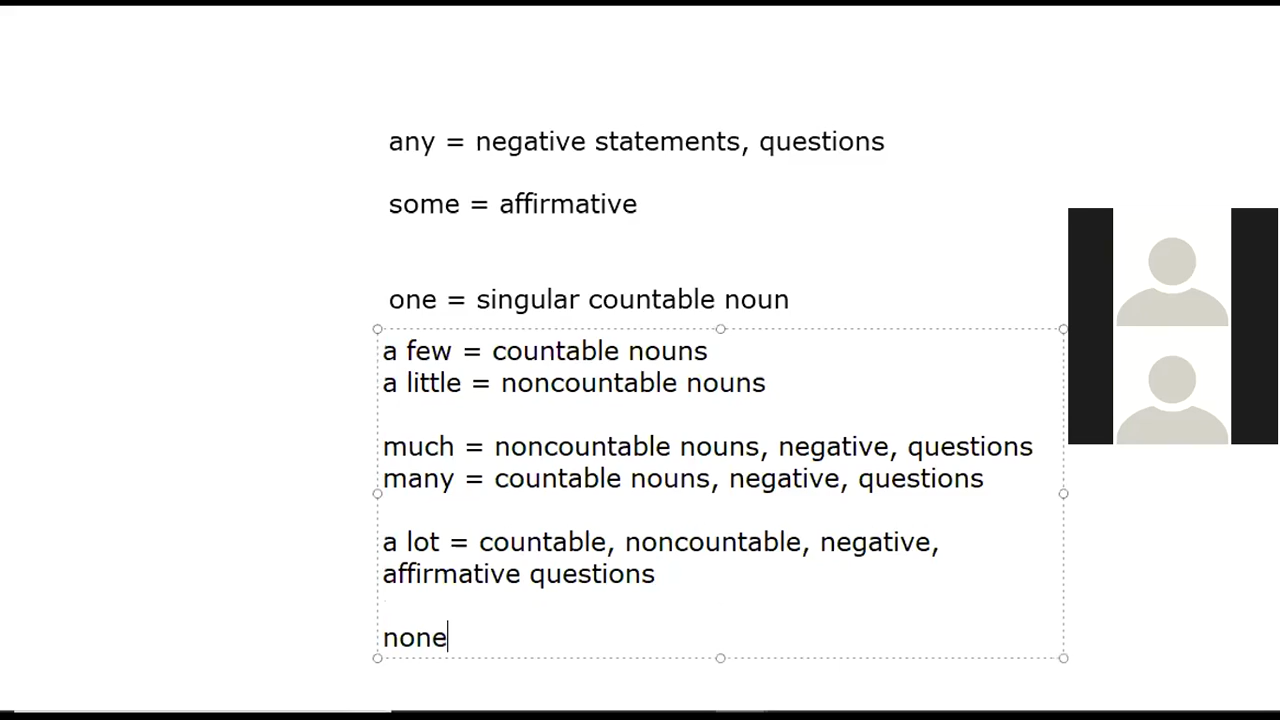 any = negative statements, questions
some = affirmative
one = singular countable noun
a few = countable nouns
a little = noncountable nouns
much = noncountable nouns, negative, questions
many = countable nouns, negative, questions
a lot = countable, noncountable, negative,
affirmative questions
none